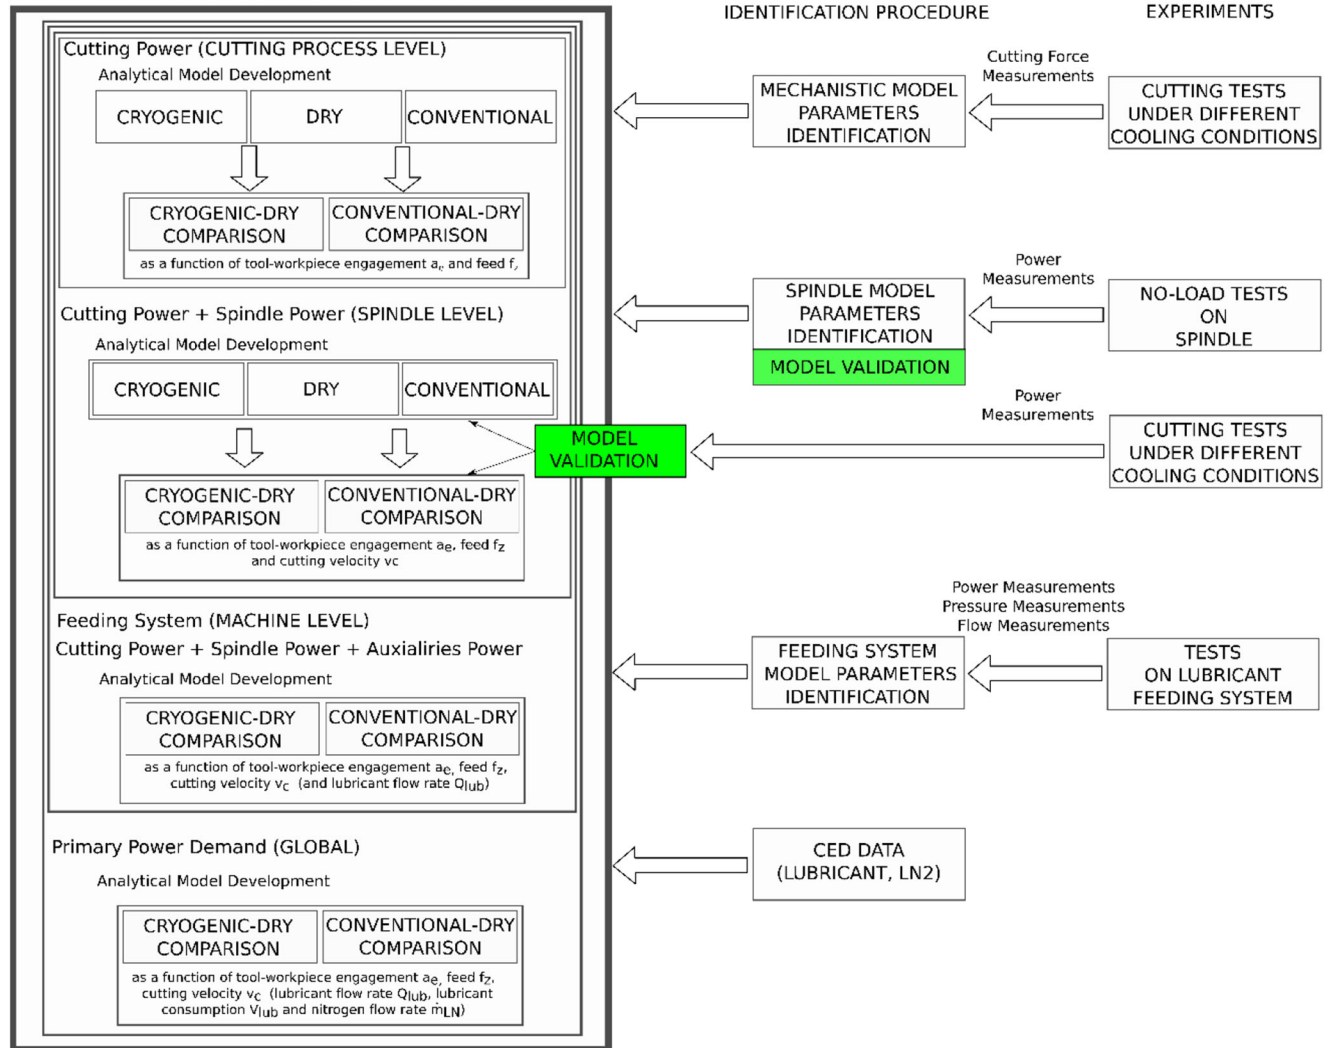 IDENTIFICATION PROCEDURE
EXPERIMENTS
Cutting Power (CUTTING PROCESS LEVEL)
Analytical Model Development
CRYOGENIC
DRY
CONVENTIONAL
CRYOGENIC-DRY
COMPARISON
CONVENTIONAL-DRY
COMPARISON
as a function of tool-workpiece engagement ae and feed fz
MECHANISTIC MODEL
PARAMETERS
IDENTIFICATION
Cutting Force
Measurements
CUTTING TESTS
UNDER DIFFERENT
COOLING CONDITIONS
Cutting Power + Spindle Power (SPINDLE LEVEL)
Analytical Model Development
CRYOGENIC
DRY
CONVENTIONAL
CRYOGENIC-DRY
COMPARISON
CONVENTIONAL-DRY
COMPARISON
as a function of tool-workpiece engagement ae, feed fz
and cutting velocity vc
SPINDLE MODEL
PARAMETERS
IDENTIFICATION
MODEL VALIDATION
Power
Measurements
NO-LOAD TESTS
ON
SPINDLE
MODEL
VALIDATION
Power
Measurements
CUTTING TESTS
UNDER DIFFERENT
COOLING CONDITIONS
Feeding System (MACHINE LEVEL)
Cutting Power + Spindle Power + Auxialiries Power
Analytical Model Development
CRYOGENIC-DRY
COMPARISON
CONVENTIONAL-DRY
COMPARISON
as a function of tool-workpiece engagement ae, feed fz,
cutting velocity vc (and lubricant flow rate Qlub)
FEEDING SYSTEM
MODEL PARAMETERS
IDENTIFICATION
Power Measurements
Pressure Measurements
Flow Measurements
TESTS
ON LUBRICANT
FEEDING SYSTEM
Primary Power Demand (GLOBAL)
Analytical Model Development
CRYOGENIC-DRY
COMPARISON
CONVENTIONAL-DRY
COMPARISON
as a function of tool-workpiece engagement ae, feed fz,
cutting velocity vc (lubricant flow rate Qlub, lubricant
consumption Vlub and nitrogen flow rate ṁLN)
CED DATA
(LUBRICANT, LN2)